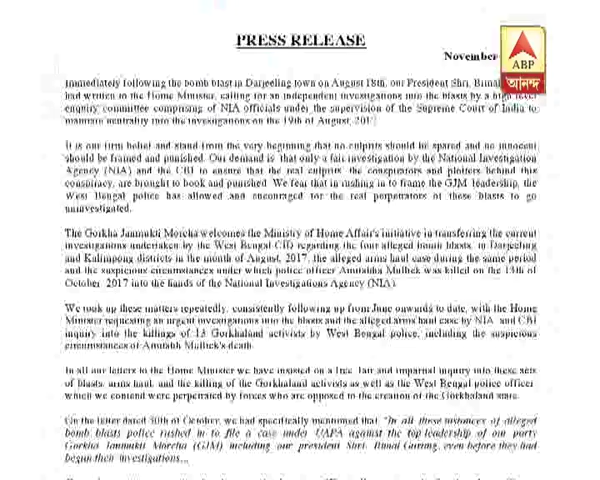 PRESS RELEASE
November
ABP
আনন্দ
Immediately following the bomb blast in Darjeeling town on August 18th, our President Shri. Bimal
had written to the Home Minister, calling for an independent investigations into the blasts by a high level
enquiry committee comprising of NIA officials under the supervision of the Supreme Court of India to
maintain neutrality into the investigations on the 19th of August, 2017
It is our firm belief and stand from the very beginning that no culprits should be spared and no innocent
should be framed and punished. Our demand is that only a fair investigation by the National Investigation
Agency (NIA) and the CBI to ensure that the real culprits the conspirators and plotters behind this
conspiracy, are brought to book and punished. We fear that in rushing in to frame the GJM leadership, the
West Bengal police has allowed and encouraged for the real perpetrators of these blasts to go
uninvestigated.
The Gorkha Janmukti Morcha welcomes the Ministry of Home Affair's initiative in transferring the current
investigations undertaken by the West Bengal CID regarding the four alleged bomb blasts, in Darjeeling
and Kalimpong districts in the month of August, 2017, the alleged arms haul case during the same period
and the suspicious circumstances under which police officer Amitabha Mullick was killed on the 13th of
October 2017 into the hands of the National Investigations Agency (NIA)
We took up these matters repeatedly, consistently following up from June onwards to date, with the Home
Minister requesting an urgent investigations into the blasts and the alleged arms haul case by NIA and CBI
inquiry into the killings of 13 Gorkhaland activists by West Bengal police, including the suspicious
circumstances of Amitabh Mullick's death.
In all our letters to the Home Minister we have insisted on a free, fair and impartial inquiry into these sets
of blasts, arms haul, and the killing of the Gorkhaland activists as well as the West Bengal police officer
which we contend were perpetrated by forces who are opposed to the creation of the Gorkhaland state.
On the letter dated 30th of October, we had specifically mentioned that "In all these instances of alleged
bomb blasts police rushed in to file a case under UAPA against the top leadership of our party
Gorkha Janmukti Morcha (GJM) including our president Shri. Bimal Gurung, even before they had
begun their investigations...